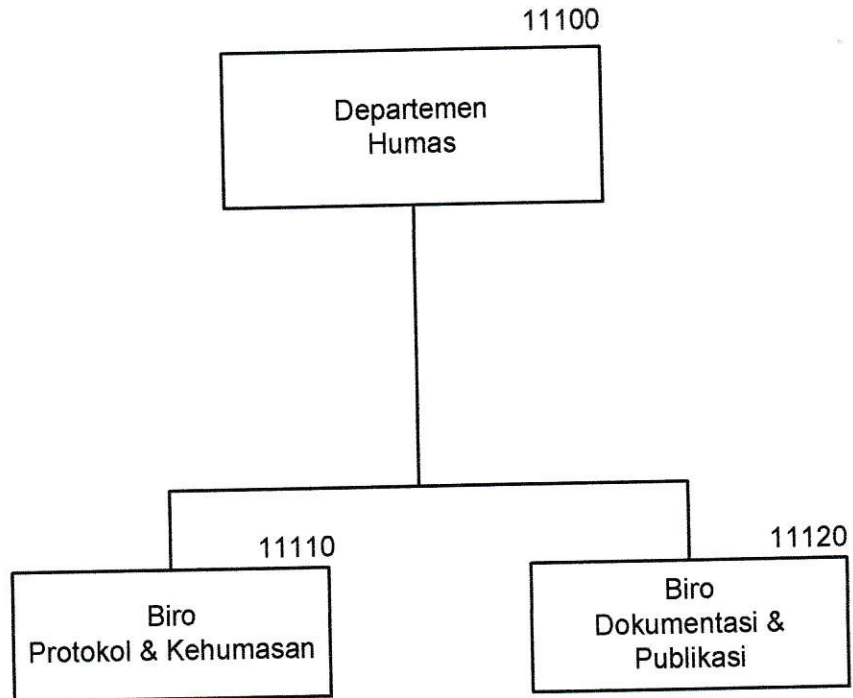 11100
Departemen
Humas
11110
Biro
Protokol & Kehumasan
11120
Biro
Dokumentasi &
Publikasi